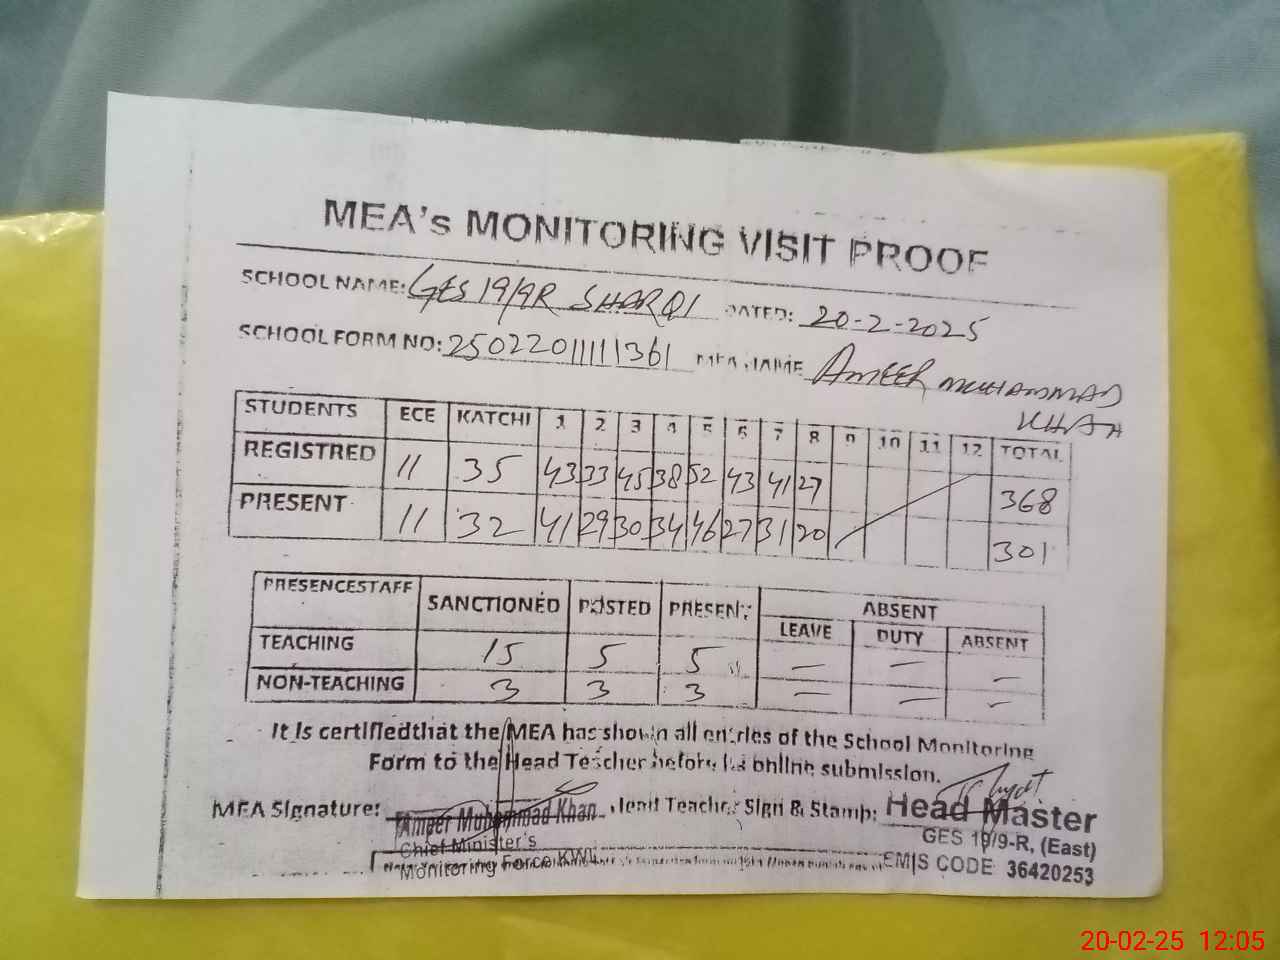 MEA's MONITORING VISIT PROOF
SCHOOL NAME: GES 19/9R SHARQI DATED: 20-2-2025
SCHOOL FORM NO: 25022011111361 MEA NAME AMEER MUHAMMAD
KHAN
STUDENTS ECE KATCHI 1 2 3 4 5 6 7 8 9 10 11 12 TOTAL
REGISTRED 11 35 43 33 45 38 52 43 41 27 368
PRESENT 11 32 41 29 30 34 46 27 31 20 301
PRESENCESTAFF SANCTIONED POSTED PRESENT ABSENT
LEAVE DUTY ABSENT
TEACHING 15 5 5 — — —
NON-TEACHING 3 3 3 — — —
It is certifiedthat the MEA has shown all entries of the School Monitoring
Form to the Head Teacher before its online submission.
MEA Signature: Head Teacher Sign & Stamp: Head Master
Ameer Muhammad Khan
GES 19/9-R, (East)
Chief Minister's
Monitoring Force KWL
EMIS CODE 36420253
20-02-25 12:05